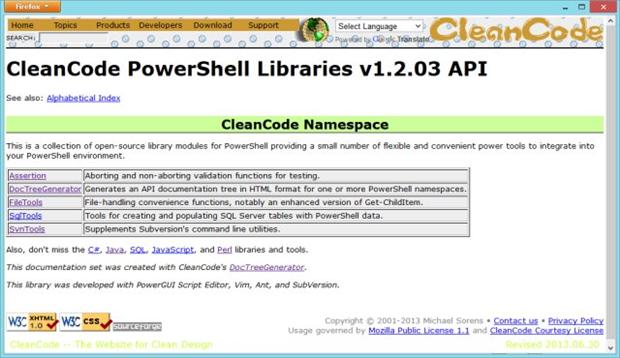 Firefox
Home Topics Products Developers Download Support
Select Language
CleanCode
SEARCH:
Powered by Google Translate
CleanCode PowerShell Libraries v1.2.03 API
See also: Alphabetical Index
CleanCode Namespace
This is a collection of open-source library modules for PowerShell providing a small number of flexible and convenient power tools to integrate into
your PowerShell environment.
Assertion Aborting and non-aborting validation functions for testing.
DocTreeGenerator Generates an API documentation tree in HTML format for one or more PowerShell namespaces.
FileTools File-handling convenience functions, notably an enhanced version of Get-ChildItem.
SqlTools Tools for creating and populating SQL Server tables with PowerShell data.
SvnTools Supplements Subversion's command line utilities.
Also, don't miss the C#, Java, SQL, JavaScript, and Perl libraries and tools.
This documentation set was created with CleanCode's DocTreeGenerator.
This library was developed with PowerGUI Script Editor, Vim, Ant, and SubVersion.
W3C XHTML 1.0 W3C CSS sourceforge
Copyright © 2001-2013 Michael Sorens • Contact us • Privacy Policy
Usage governed by Mozilla Public License 1.1 and CleanCode Courtesy License
CleanCode -- The Website for Clean Design Revised 2013.06.30